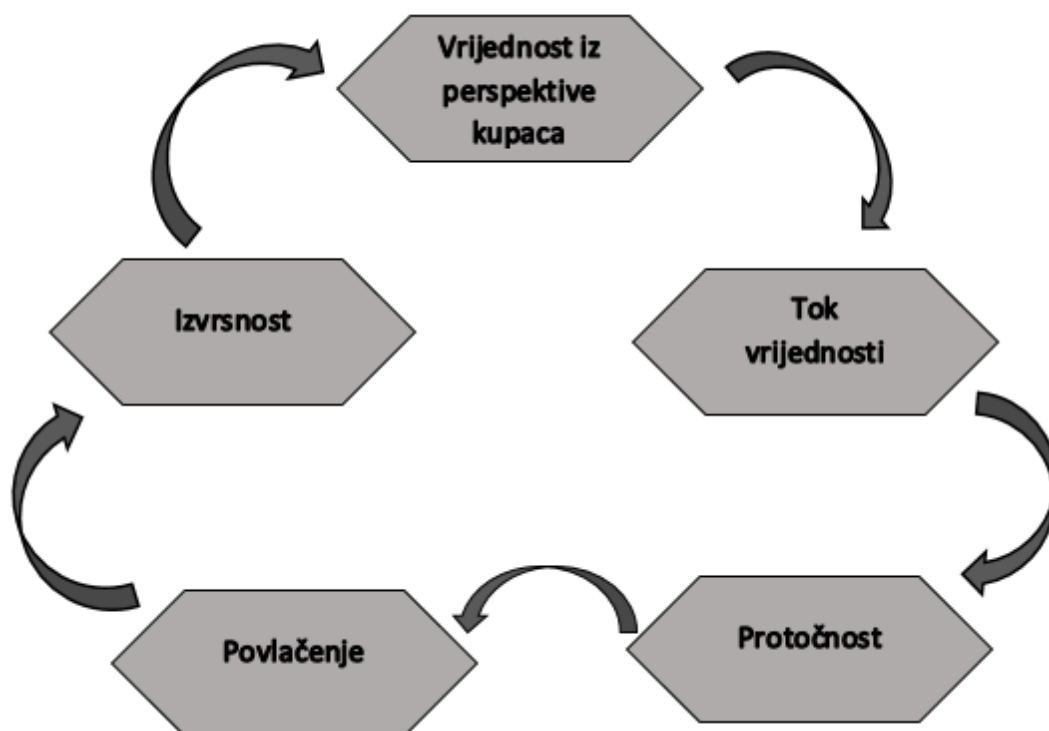 Vrijednost iz
perspektive
kupaca
Tok
vrijednosti
Protočnost
Povlačenje
Izvrsnost